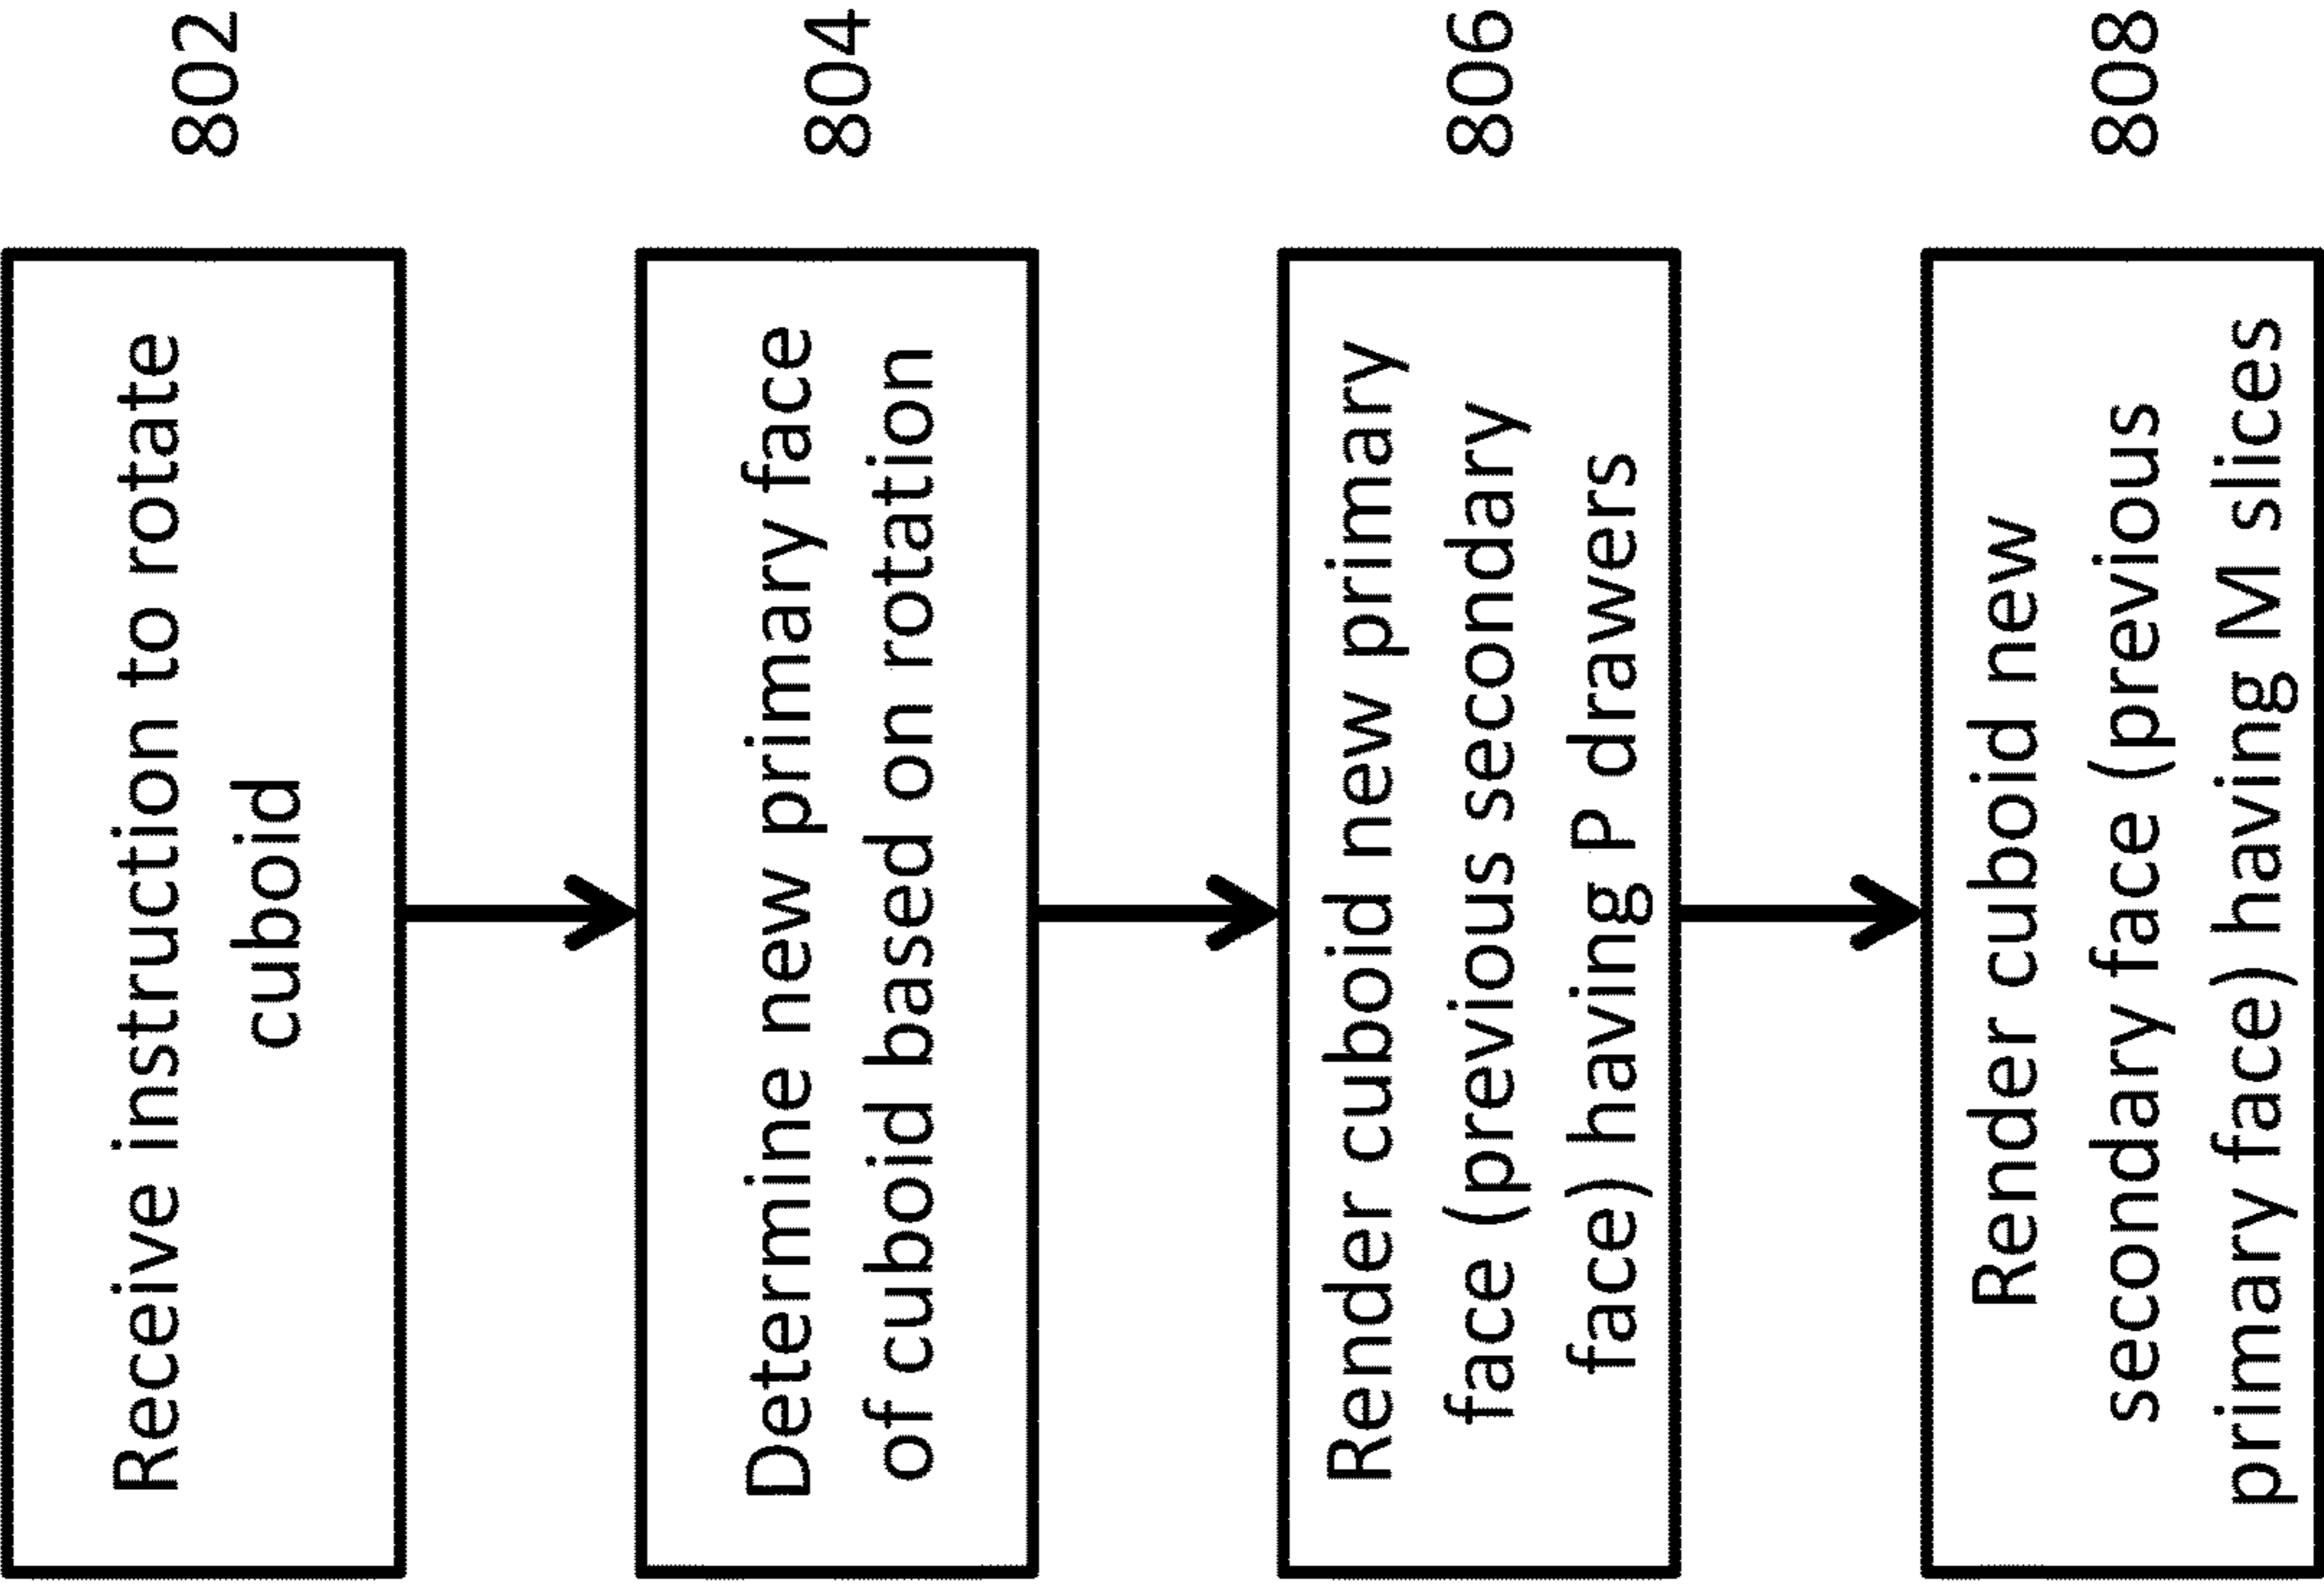 Receive instruction to rotate
cuboid
802
Determine new primary face
of cuboid based on rotation
804
Render cuboid new primary
face (previous secondary
face) having P drawers
806
Render cuboid new
secondary face (previous
primary face) having M slices
808